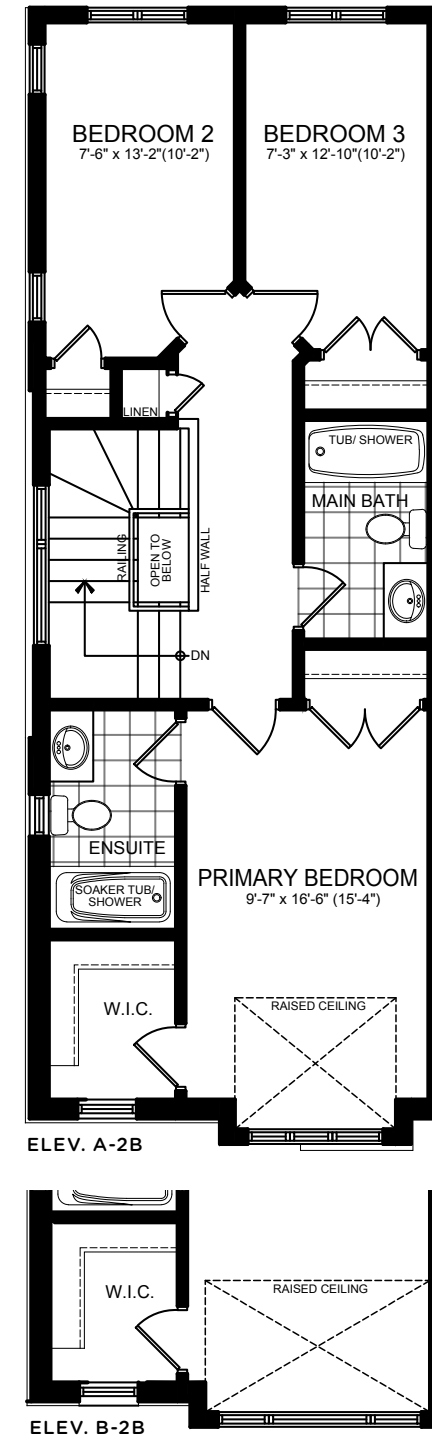 BEDROOM 2
7'-6" x 13'-2"(10'-2")
BEDROOM 3
7'-3" x 12'-10"(10'-2")
LINEN
TUB/ SHOWER
MAIN BATH
RAILING
OPEN TO
BELOW
HALF WALL
DN
ENSUITE
SOAKER TUB/
SHOWER
PRIMARY BEDROOM
9'-7" x 16'-6" (15'-4")
W.I.C.
RAISED CEILING
ELEV. A-2B
W.I.C.
RAISED CEILING
ELEV. B-2B